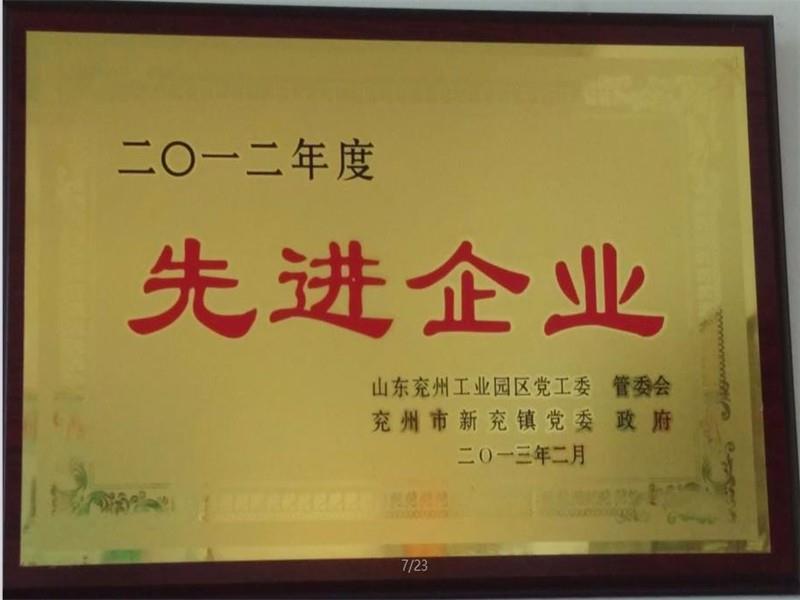 二〇一二年度
先进企业
山东兖州工业园区党工委 管委会
兖州市新兖镇党委 政府
二〇一三年二月
7/23